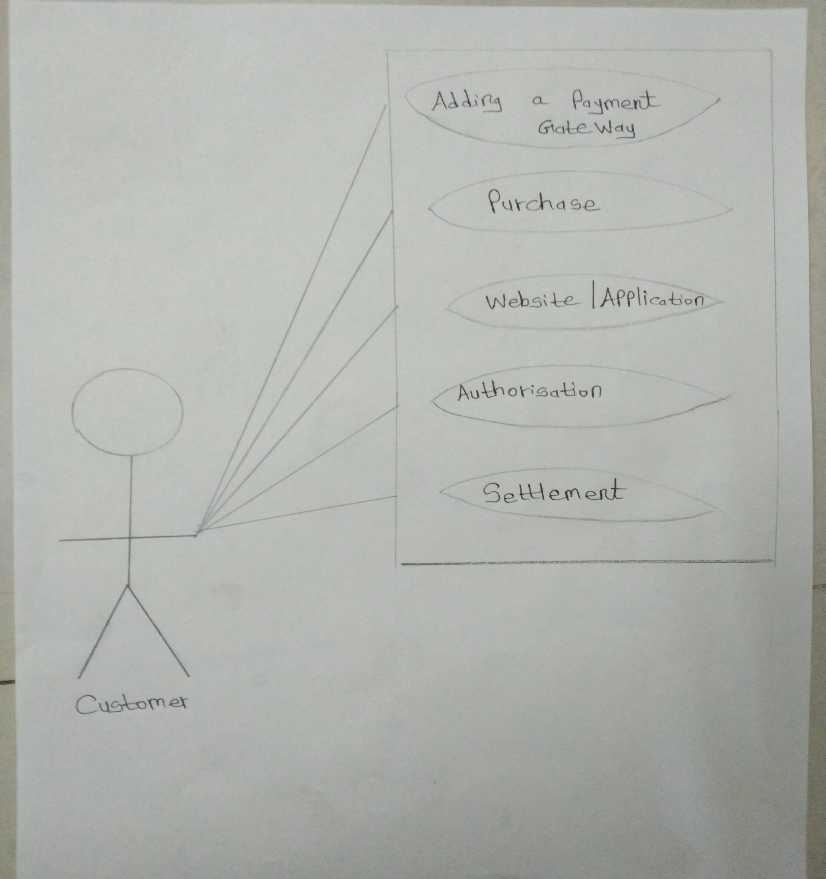 Adding a Payment
Gate Way
Purchase
Website | Application
Authorisation
Settlement
Customer